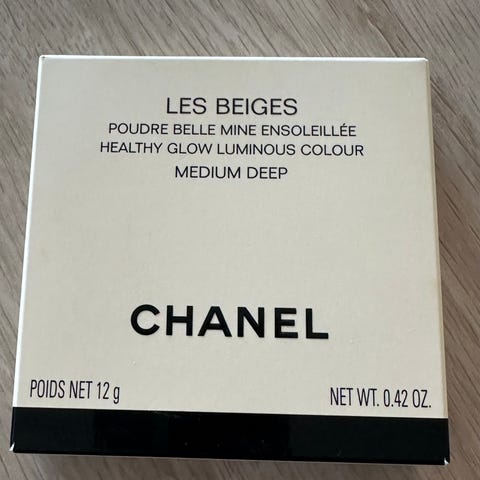 LES BEIGES
POUDRE BELLE MINE ENSOLEILLÉE
HEALTHY GLOW LUMINOUS COLOUR
MEDIUM DEEP
CHANEL
POIDS NET 12 g NET WT. 0.42 OZ.